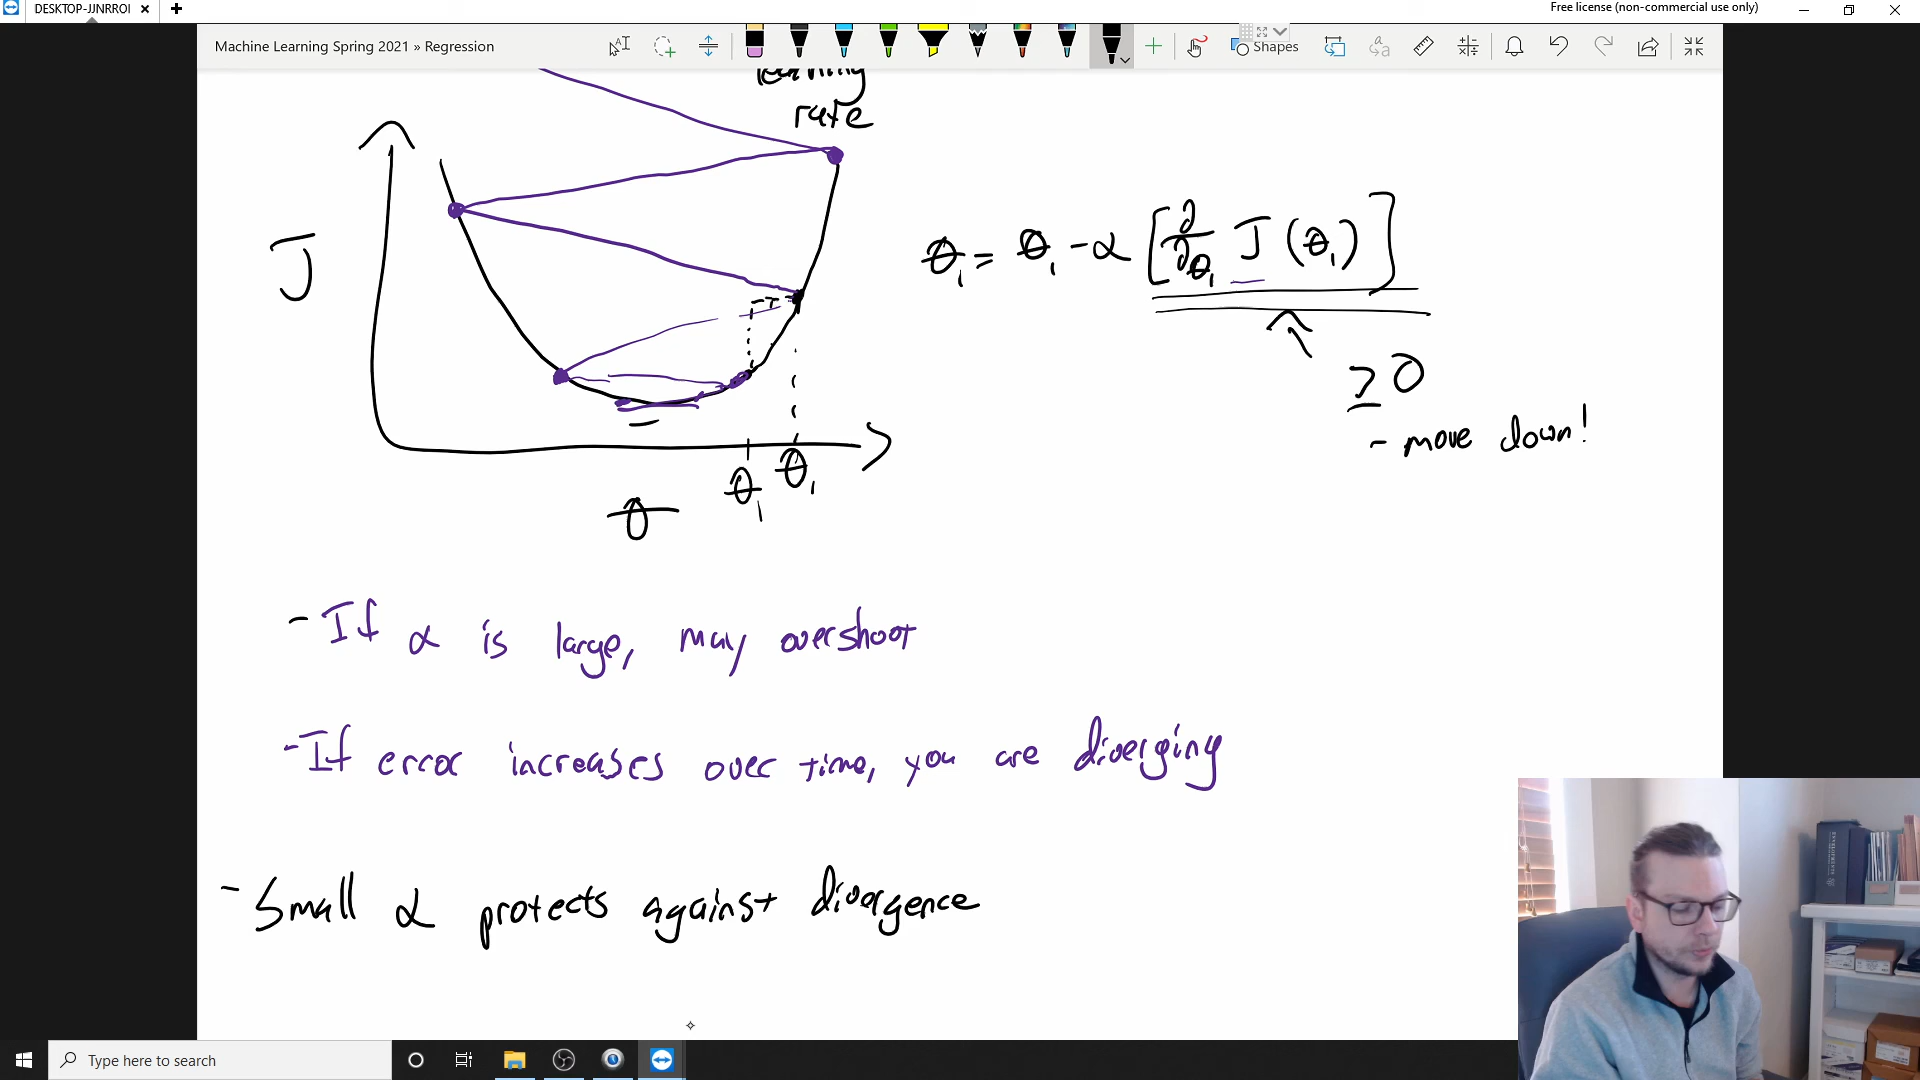 DESKTOP-JJNRROI
Free license (non-commercial use only)
Machine Learning Spring 2021 » Regression
Shapes
learning
rate
J
θ₁ = θ₁ - α [∂/∂θ₁ J (θ₁)]
≥ 0
- move down!
θ₁ θ₁
θ
- If α is large, may overshoot
- If error increases over time, you are diverging
- Small α protects against divergence
Type here to search